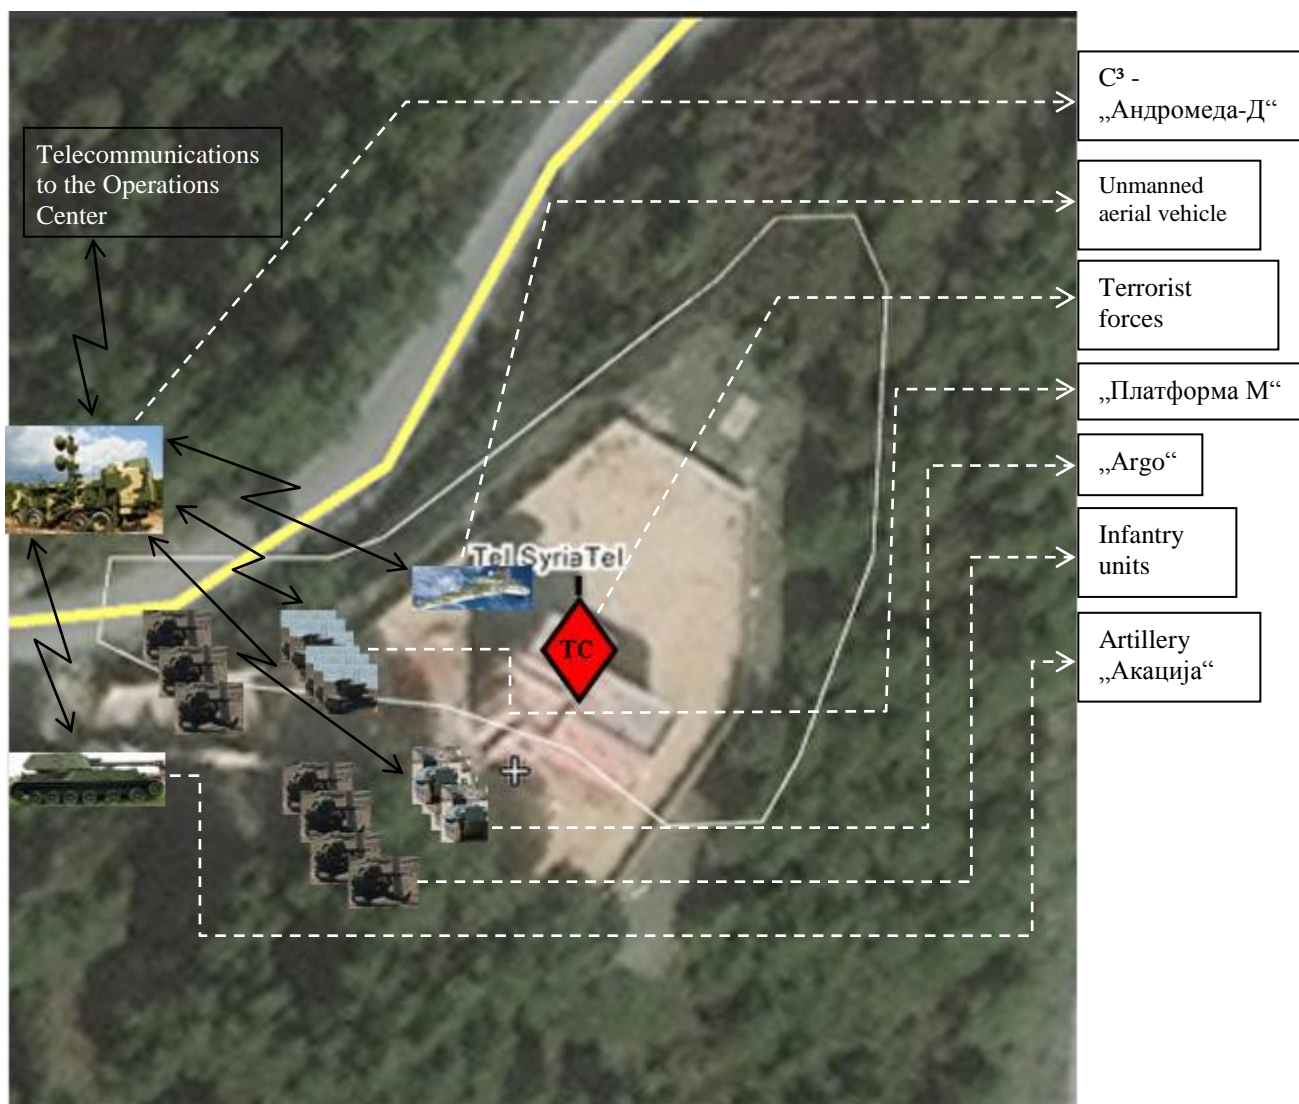 C³ -
„Андромеда-Д“
Telecommunications
to the Operations
Center
Unmanned
aerial vehicle
Terrorist
forces
„Платформа М“
„Argo“
Infantry
units
Artillery
„Акација“
Tel SyriaTel
TC